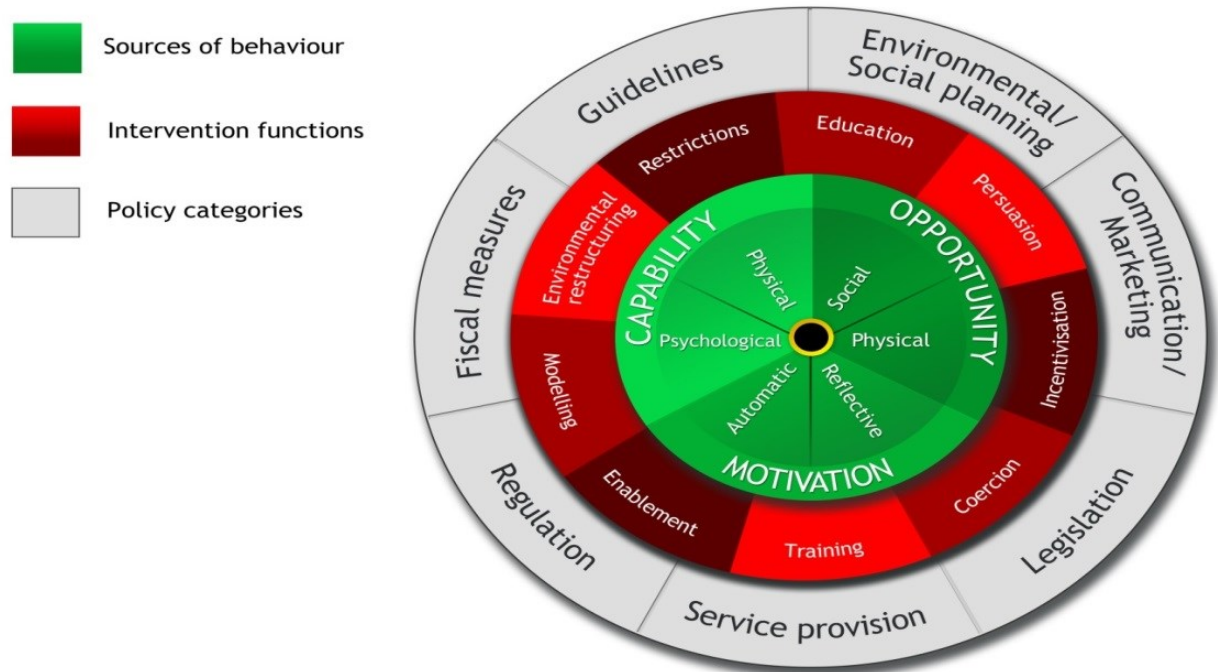 Sources of behaviour
Intervention functions
Policy categories
Guidelines
Environmental/
Social planning
Communication/
Marketing
Legislation
Service provision
Regulation
Fiscal measures
Restrictions
Education
Persuasion
Incentivisation
Coercion
Training
Enablement
Modelling
Environmental
restructuring
CAPABILITY
OPPORTUNITY
MOTIVATION
Physical
Social
Physical
Reflective
Automatic
Psychological